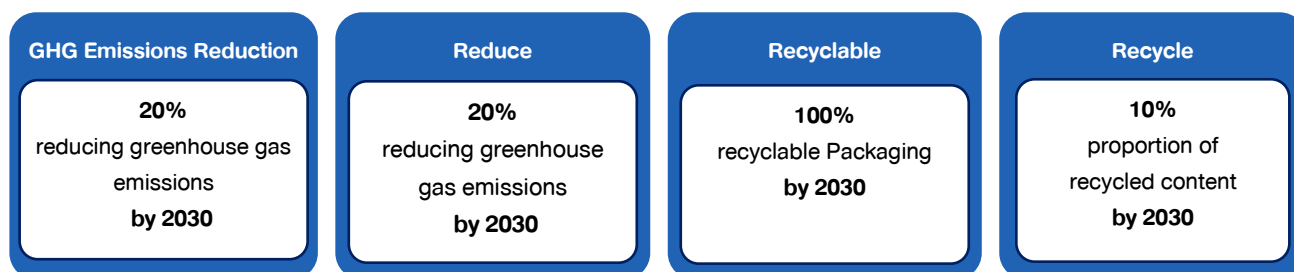 GHG Emissions Reduction
20%
reducing greenhouse gas
emissions
by 2030
Reduce
20%
reducing greenhouse
gas emissions
by 2030
Recyclable
100%
recyclable Packaging
by 2030
Recycle
10%
proportion of
recycled content
by 2030